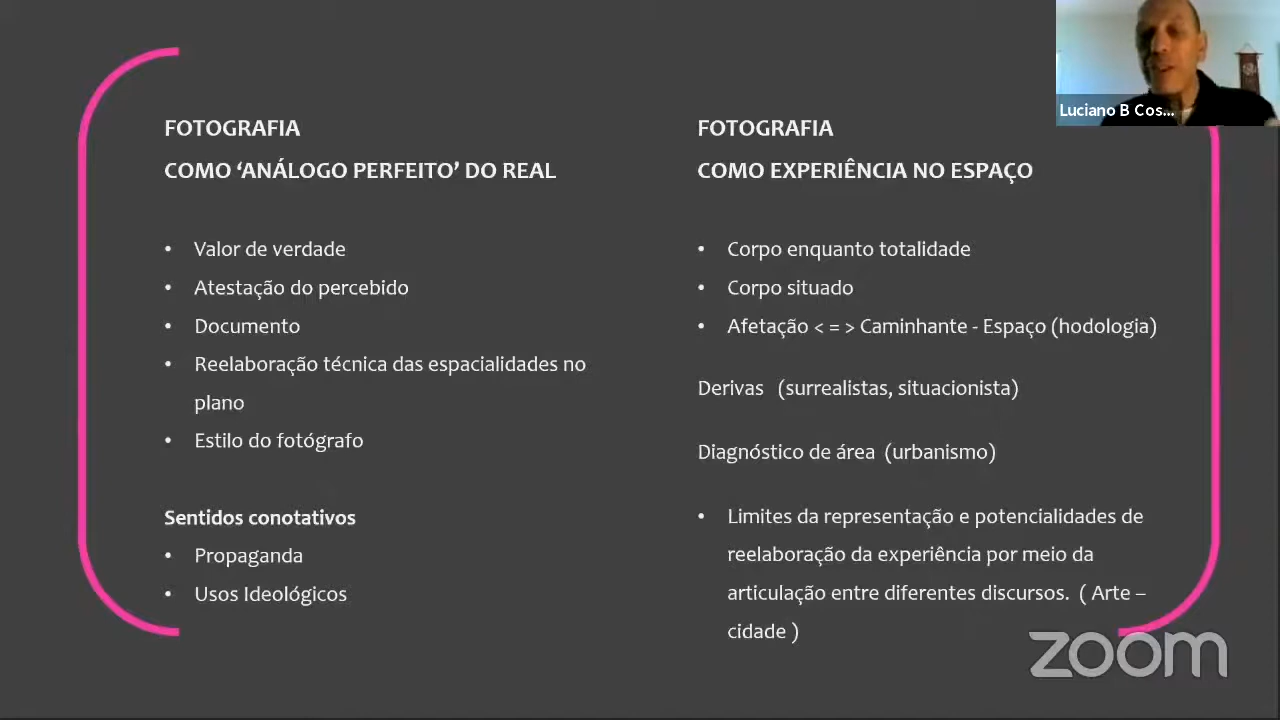 FOTOGRAFIA
COMO ‘ANÁLOGO PERFEITO’ DO REAL
• Valor de verdade
• Atestação do percebido
• Documento
• Reelaboração técnica das espacialidades no
plano
• Estilo do fotógrafo
Sentidos conotativos
• Propaganda
• Usos Ideológicos
FOTOGRAFIA
COMO EXPERIÊNCIA NO ESPAÇO
• Corpo enquanto totalidade
• Corpo situado
• Afetação < = > Caminhante - Espaço (hodologia)
Derivas (surrealistas, situacionista)
Diagnóstico de área (urbanismo)
• Limites da representação e potencialidades de
reelaboração da experiência por meio da
articulação entre diferentes discursos. ( Arte –
cidade )
Luciano B Cos...
zoom